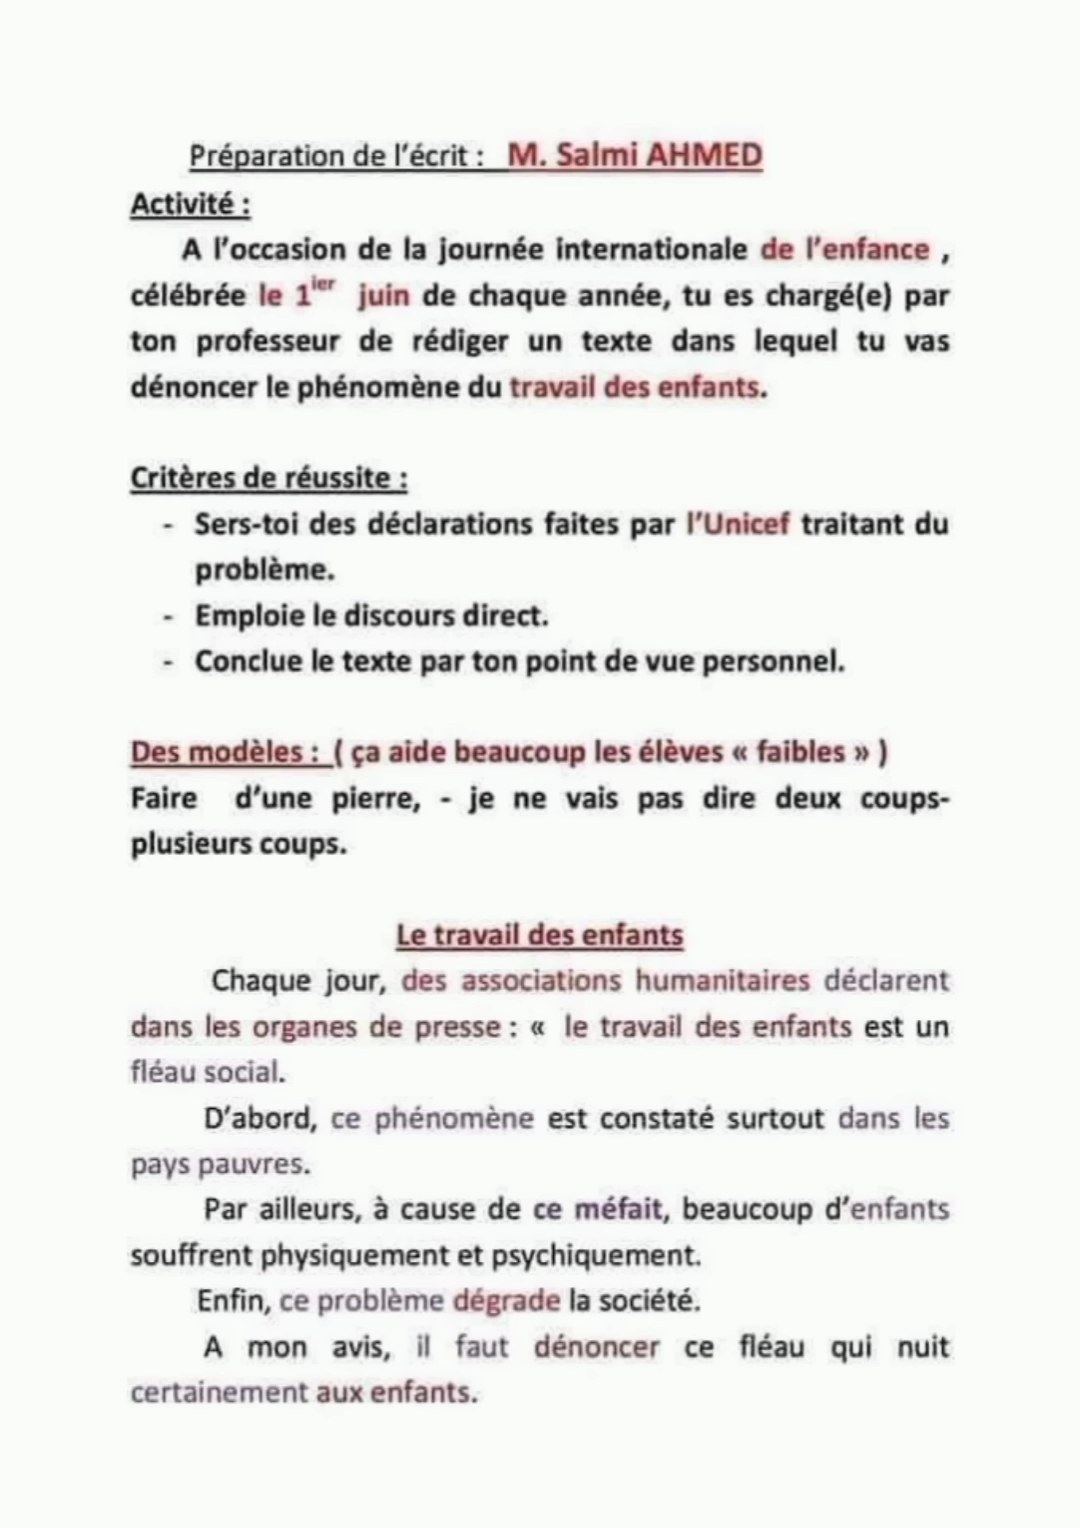 Préparation de l'écrit : M. Salmi AHMED
Activité :
A l'occasion de la journée internationale de l'enfance ,
célébrée le 1ier juin de chaque année, tu es chargé(e) par
ton professeur de rédiger un texte dans lequel tu vas
dénoncer le phénomène du travail des enfants.
Critères de réussite :
- Sers-toi des déclarations faites par l'Unicef traitant du
problème.
- Emploie le discours direct.
- Conclue le texte par ton point de vue personnel.
Des modèles : ( ça aide beaucoup les élèves « faibles » )
Faire d'une pierre, - je ne vais pas dire deux coups-
plusieurs coups.
Le travail des enfants
Chaque jour, des associations humanitaires déclarent
dans les organes de presse : « le travail des enfants est un
fléau social.
D'abord, ce phénomène est constaté surtout dans les
pays pauvres.
Par ailleurs, à cause de ce méfait, beaucoup d'enfants
souffrent physiquement et psychiquement.
Enfin, ce problème dégrade la société.
A mon avis, il faut dénoncer ce fléau qui nuit
certainement aux enfants.